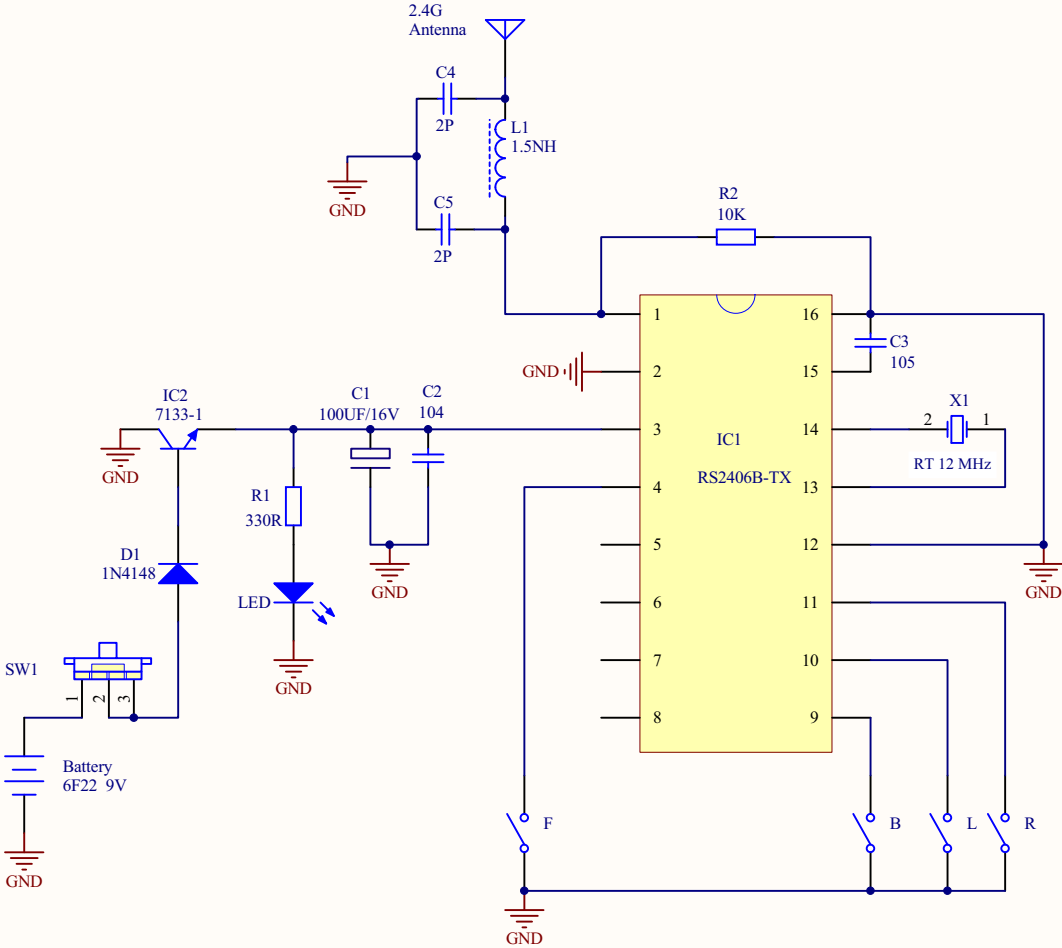 2.4G
Antenna
C4
2P
L1
1.5NH
GND
C5
2P
R2
10K
1
2
3
4
5
6
7
8
16
15
14
13
12
11
10
9
IC1
RS2406B-TX
C3
105
X1
2
1
RT 12 MHz
GND
GND
IC2
7133-1
GND
C1
100UF/16V
C2
104
GND
R1
330R
LED
GND
D1
1N4148
SW1
1
2
3
Battery
6F22 9V
GND
F
B
L
R
GND